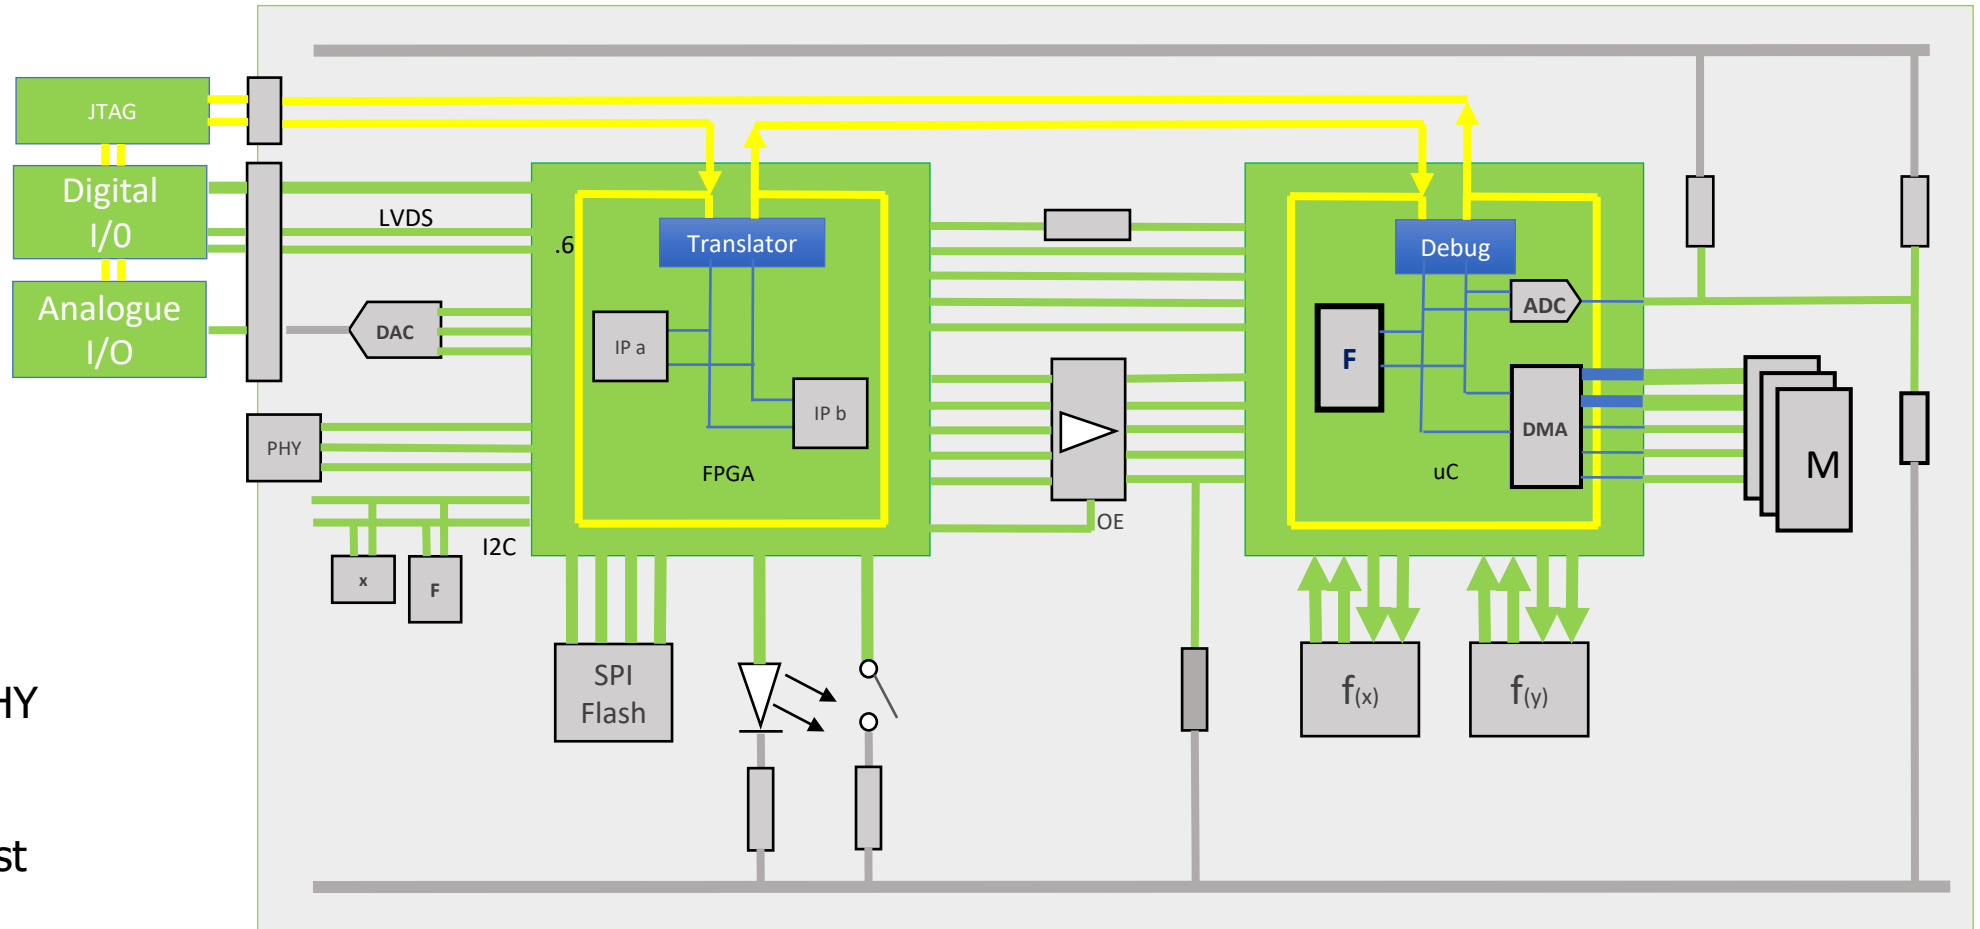 JTAG
Digital
I/0
Analogue
I/O
LVDS
.6
Translator
Debug
DAC
IP a
IP b
FPGA
PHY
I2C
x
F
SPI
Flash
OE
F
ADC
DMA
uC
M
f(x)
f(y)
HY
st